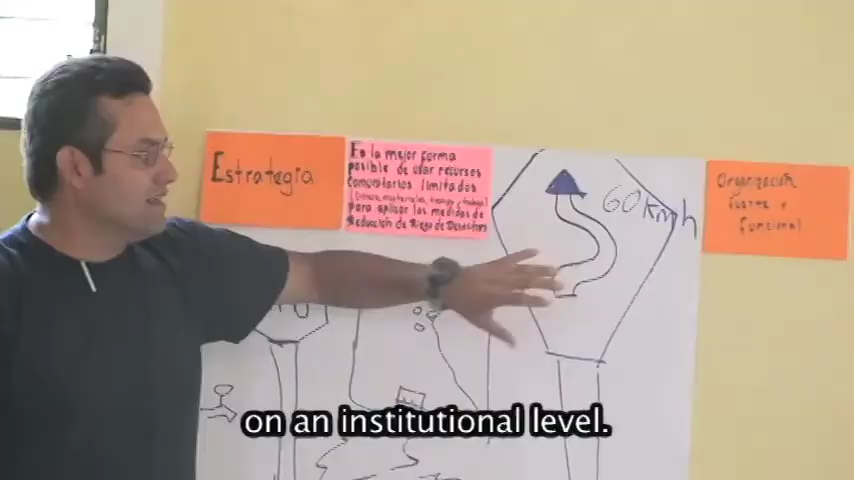 Estrategia
Es la mejor forma
posible de usar recursos
comunitarios limitados
para aplicar las medidas de
Reducción de Riesgo de Desastres
60 Km h
Organización
fuerte y
funcional
on an institutional level.